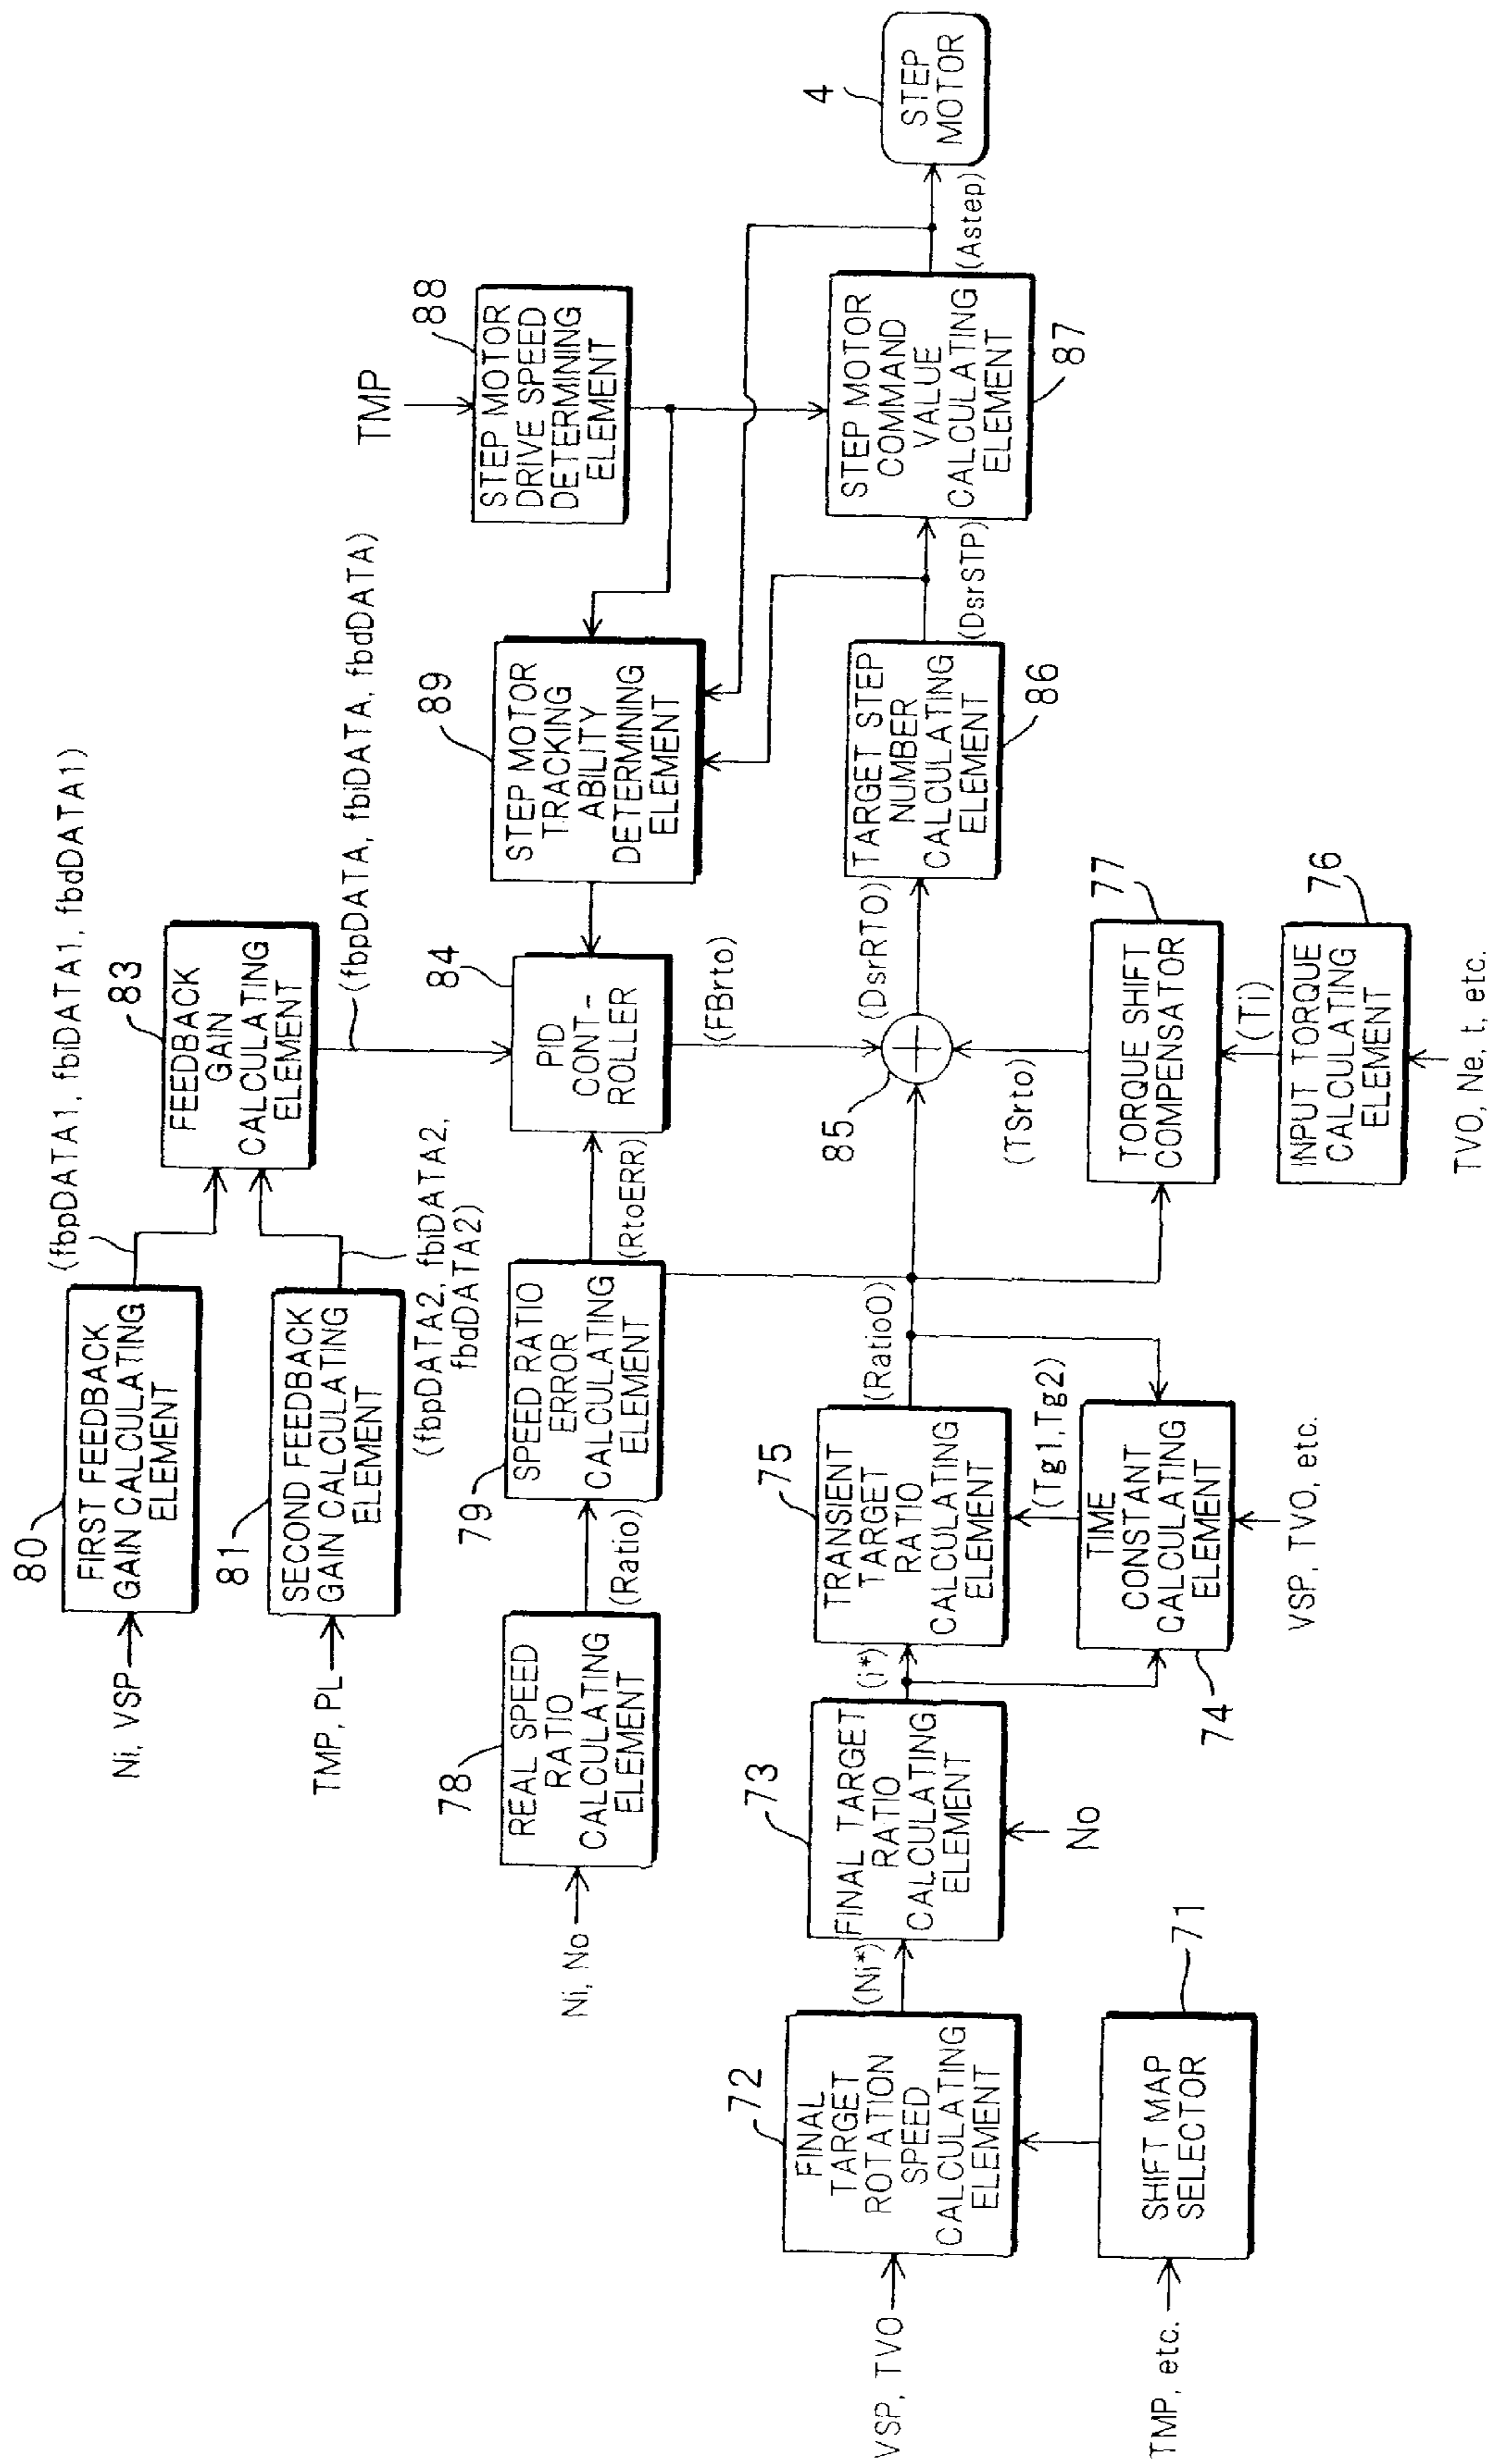 Ni, VSP
80
FIRST FEEDBACK
GAIN CALCULATING
ELEMENT
(fbpDATA1, fbiDATA1, fbdDATA1)
TMP, PL
81
SECOND FEEDBACK
GAIN CALCULATING
ELEMENT
(fbpDATA2, fbiDATA2,
fbdDATA2)
83
FEEDBACK
GAIN
CALCULATING
ELEMENT
(fbpDATA, fbiDATA, fbdDATA)
TMP
88
STEP MOTOR
DRIVE SPEED
DETERMINING
ELEMENT
Ni, No
78
REAL SPEED
RATIO
CALCULATING
ELEMENT
(Ratio)
79
SPEED RATIO
ERROR
CALCULATING
ELEMENT
(RtoERR)
84
PID
CONT-
ROLLER
(FBrto)
89
STEP MOTOR
TRACKING
ABILITY
DETERMINING
ELEMENT
VSP, TVO
72
FINAL
TARGET
ROTATION
SPEED
CALCULATING
ELEMENT
(Ni*)
73
FINAL TARGET
RATIO
CALCULATING
ELEMENT
No
(i*)
75
TRANSIENT
TARGET
RATIO
CALCULATING
ELEMENT
(RatioO)
85
(DsrRTO)
TARGET STEP
NUMBER
CALCULATING
ELEMENT
86
(DsrSTP)
STEP MOTOR
COMMAND
VALUE
CALCULATING
ELEMENT
87
(Astep)
4
STEP
MOTOR
TMP, etc.
SHIFT MAP
SELECTOR
71
(Tg1,Tg2)
TIME
CONSTANT
CALCULATING
ELEMENT
74
VSP, TVO, etc.
(TSrto)
TORQUE SHIFT
COMPENSATOR
77
(Ti)
INPUT TORQUE
CALCULATING
ELEMENT
76
TVO, Ne, t, etc.